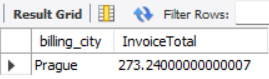 Result Grid Filter Rows:
billing_city InvoiceTotal
Prague 273.24000000000007